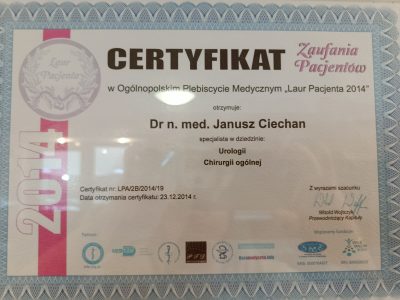 Laur
Pacjenta
2014
CERTYFIKAT
Zaufania
Pacjentów
w Ogólnopolskim Plebiscycie Medycznym „Laur Pacjenta 2014”
otrzymuje:
Dr n. med. Janusz Ciechan
specjalista w dziedzinie:
Urologii
Chirurgii ogólnej
Certyfikat nr: LPA/2B/2014/19
Data otrzymania certyfikatu: 23.12.2014 r.
Z wyrazami szacunku
Witold Wojtczyk
Przewodniczący Kapituły